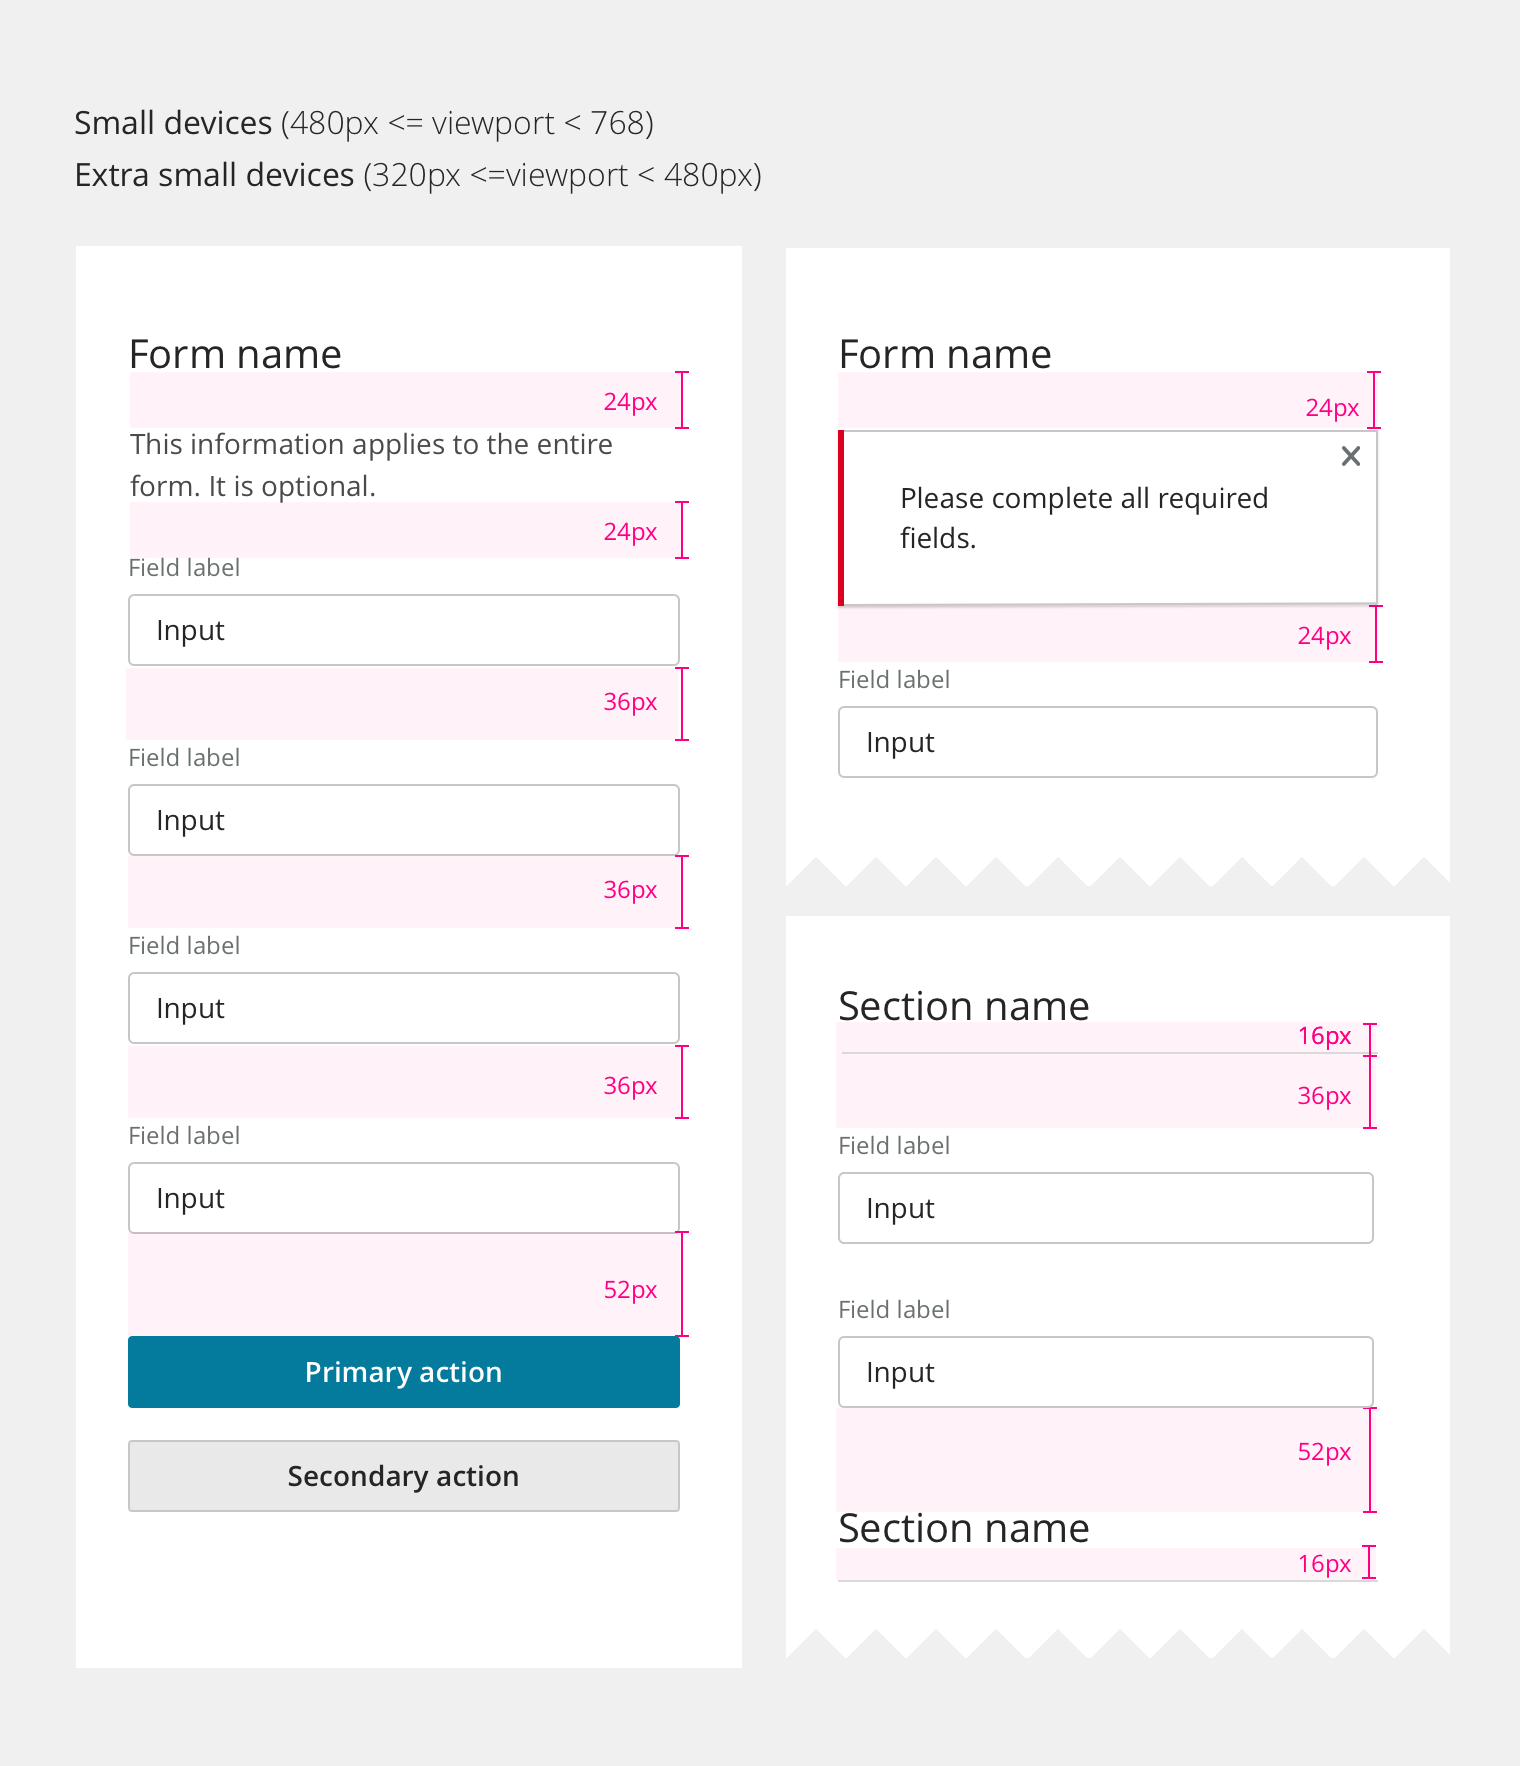 Small devices (480px <= viewport < 768)
Extra small devices (320px <=viewport < 480px)
Form name
24px
This information applies to the entire
form. It is optional.
24px
Field label
Input
36px
Field label
Input
36px
Field label
Input
36px
Field label
Input
52px
Primary action
Secondary action
Form name
24px
Please complete all required
fields.
24px
Field label
Input
Section name
16px
36px
Field label
Input
Field label
Input
52px
Section name
16px